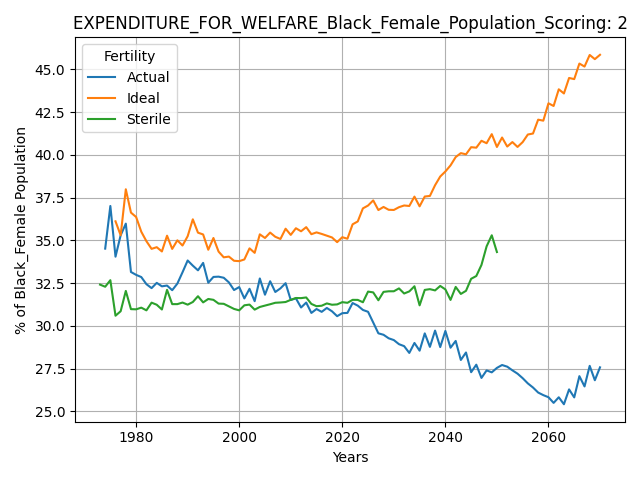 EXPENDITURE_FOR_WELFARE_Black_Female_Population_Scoring: 2
Fertility
Actual
Ideal
Sterile
45.0
42.5
40.0
37.5
35.0
32.5
30.0
27.5
25.0
% of Black_Female Population
1980 2000 2020 2040 2060
Years